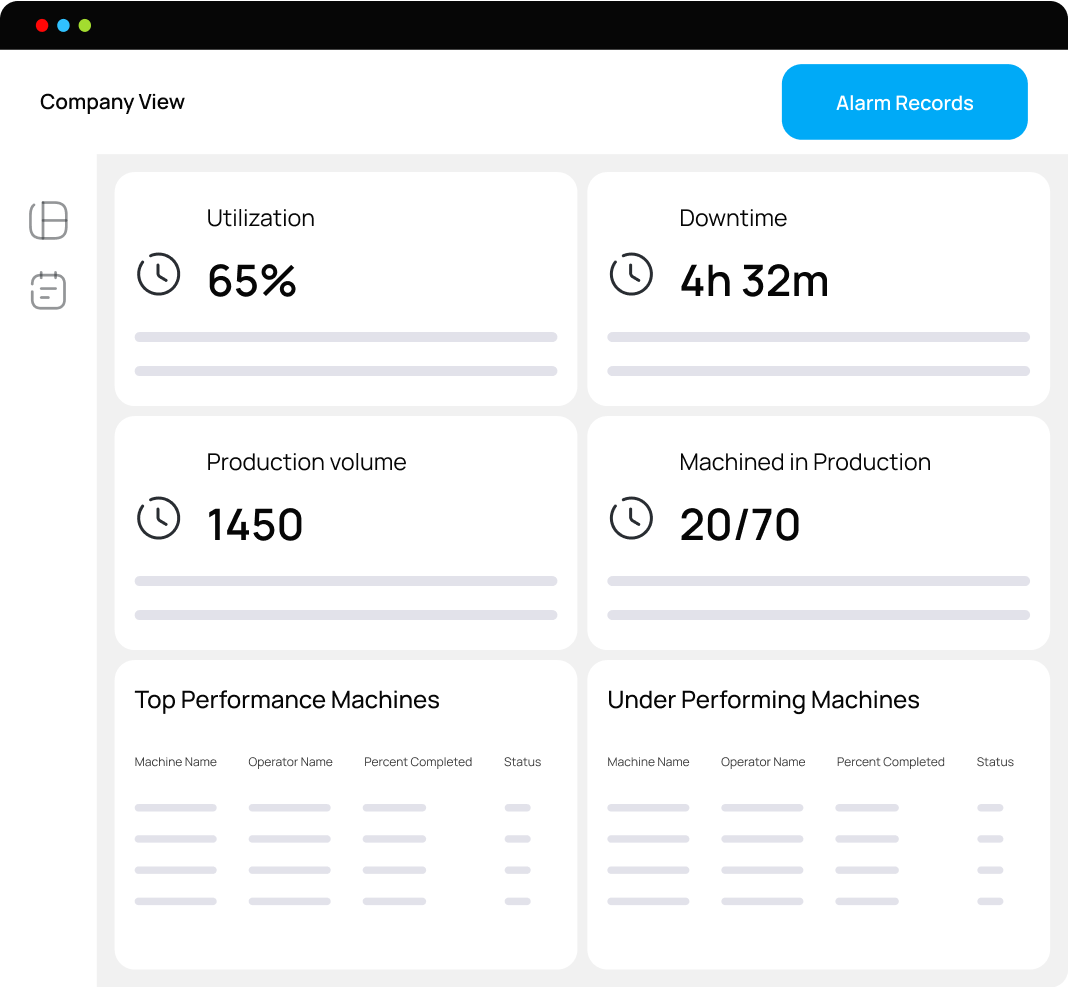 Company View
Alarm Records
Utilization
65%
Downtime
4h 32m
Production volume
1450
Machined in Production
20/70
Top Performance Machines
Machine Name Operator Name Percent Completed Status
Under Performing Machines
Machine Name Operator Name Percent Completed Status